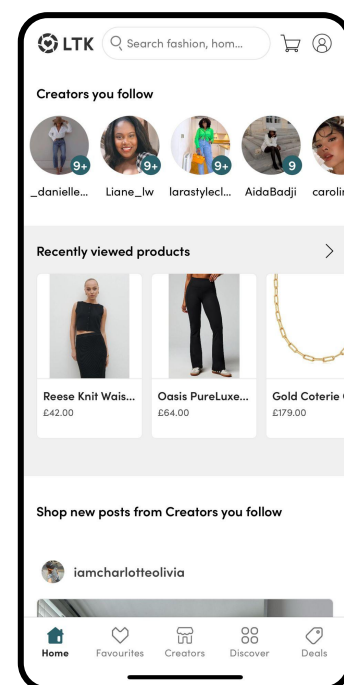 LTK
Search fashion, hom...
Creators you follow
9+ 9+ 9+ 9
_danielle... Liane_lw larastylecl... AidaBadji carolin
Recently viewed products
Reese Knit Wais... Oasis PureLuxe... Gold Coterie
£42.00 £64.00 £179.00
Shop new posts from Creators you follow
iamcharlotteolivia
Home Favourites Creators Discover Deals